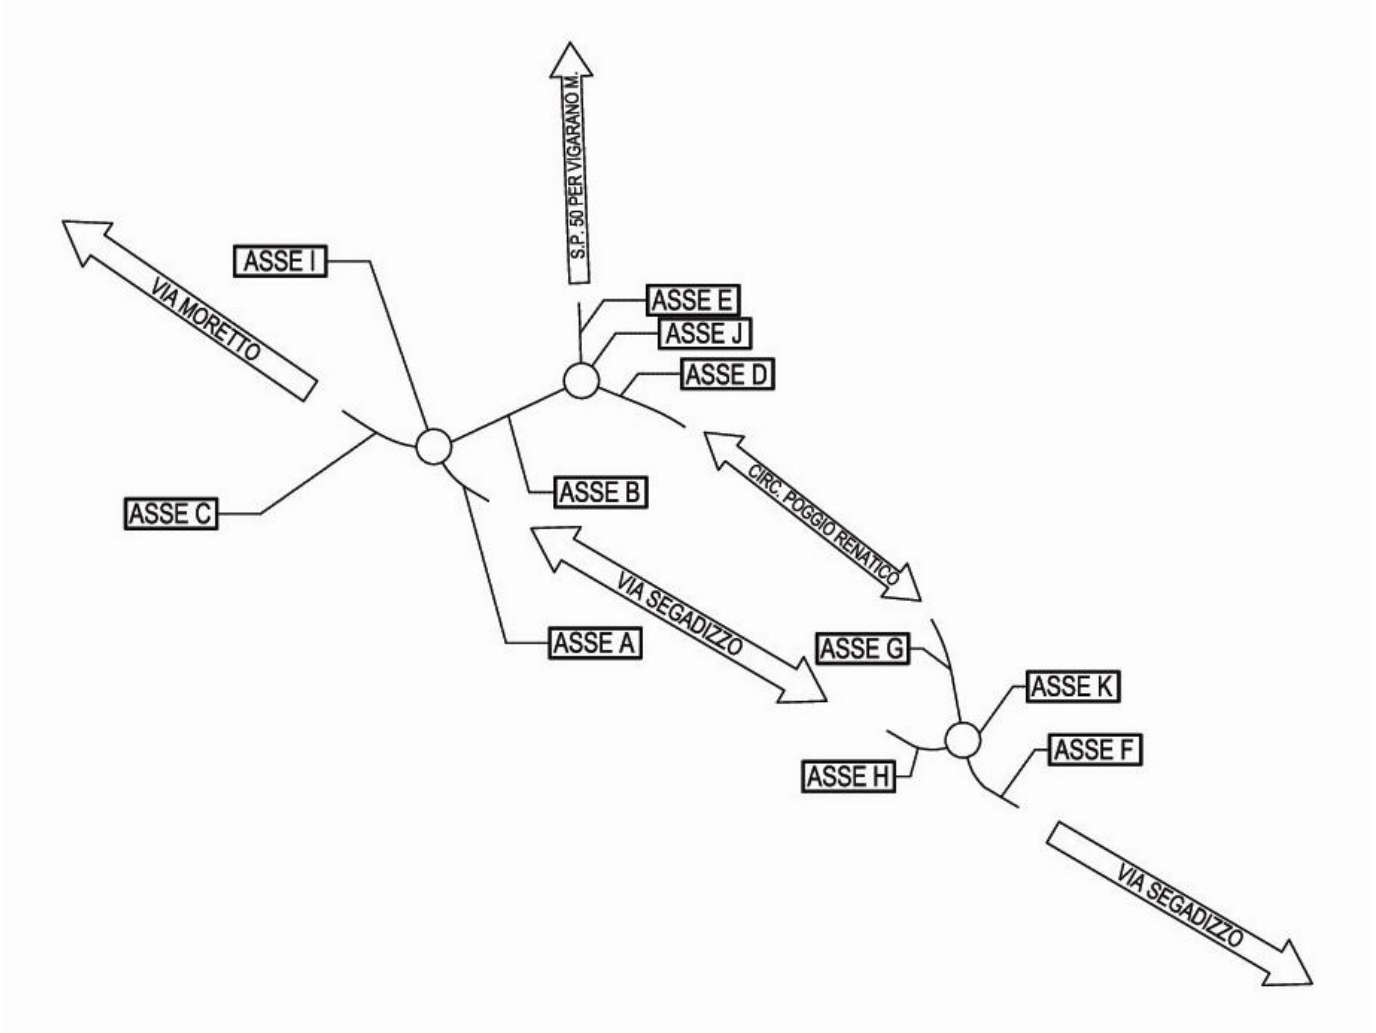 S.P. 50 PER VIGARANO M.
VIA MORETTO
ASSE I
ASSE E
ASSE J
ASSE D
ASSE C
ASSE B
CIRC. POGGIO RENATICO
VIA SEGADIZZO
ASSE A
ASSE G
ASSE K
ASSE F
ASSE H
VIA SEGADIZZO